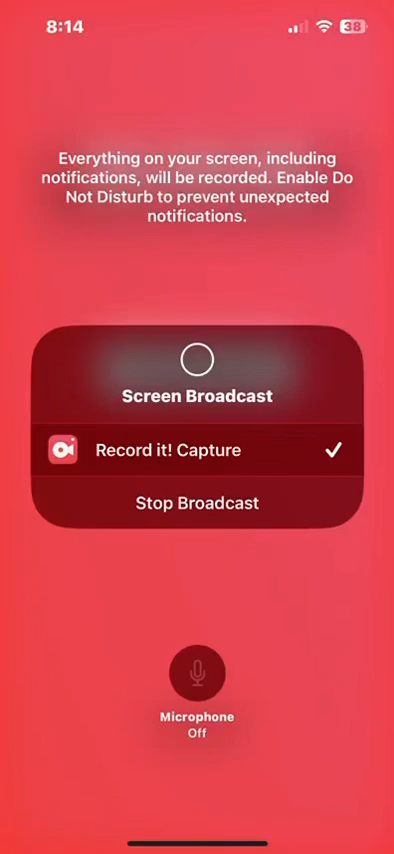 8:14
38
Everything on your screen, including
notifications, will be recorded. Enable Do
Not Disturb to prevent unexpected
notifications.
Screen Broadcast
Record it! Capture
Stop Broadcast
Microphone
Off